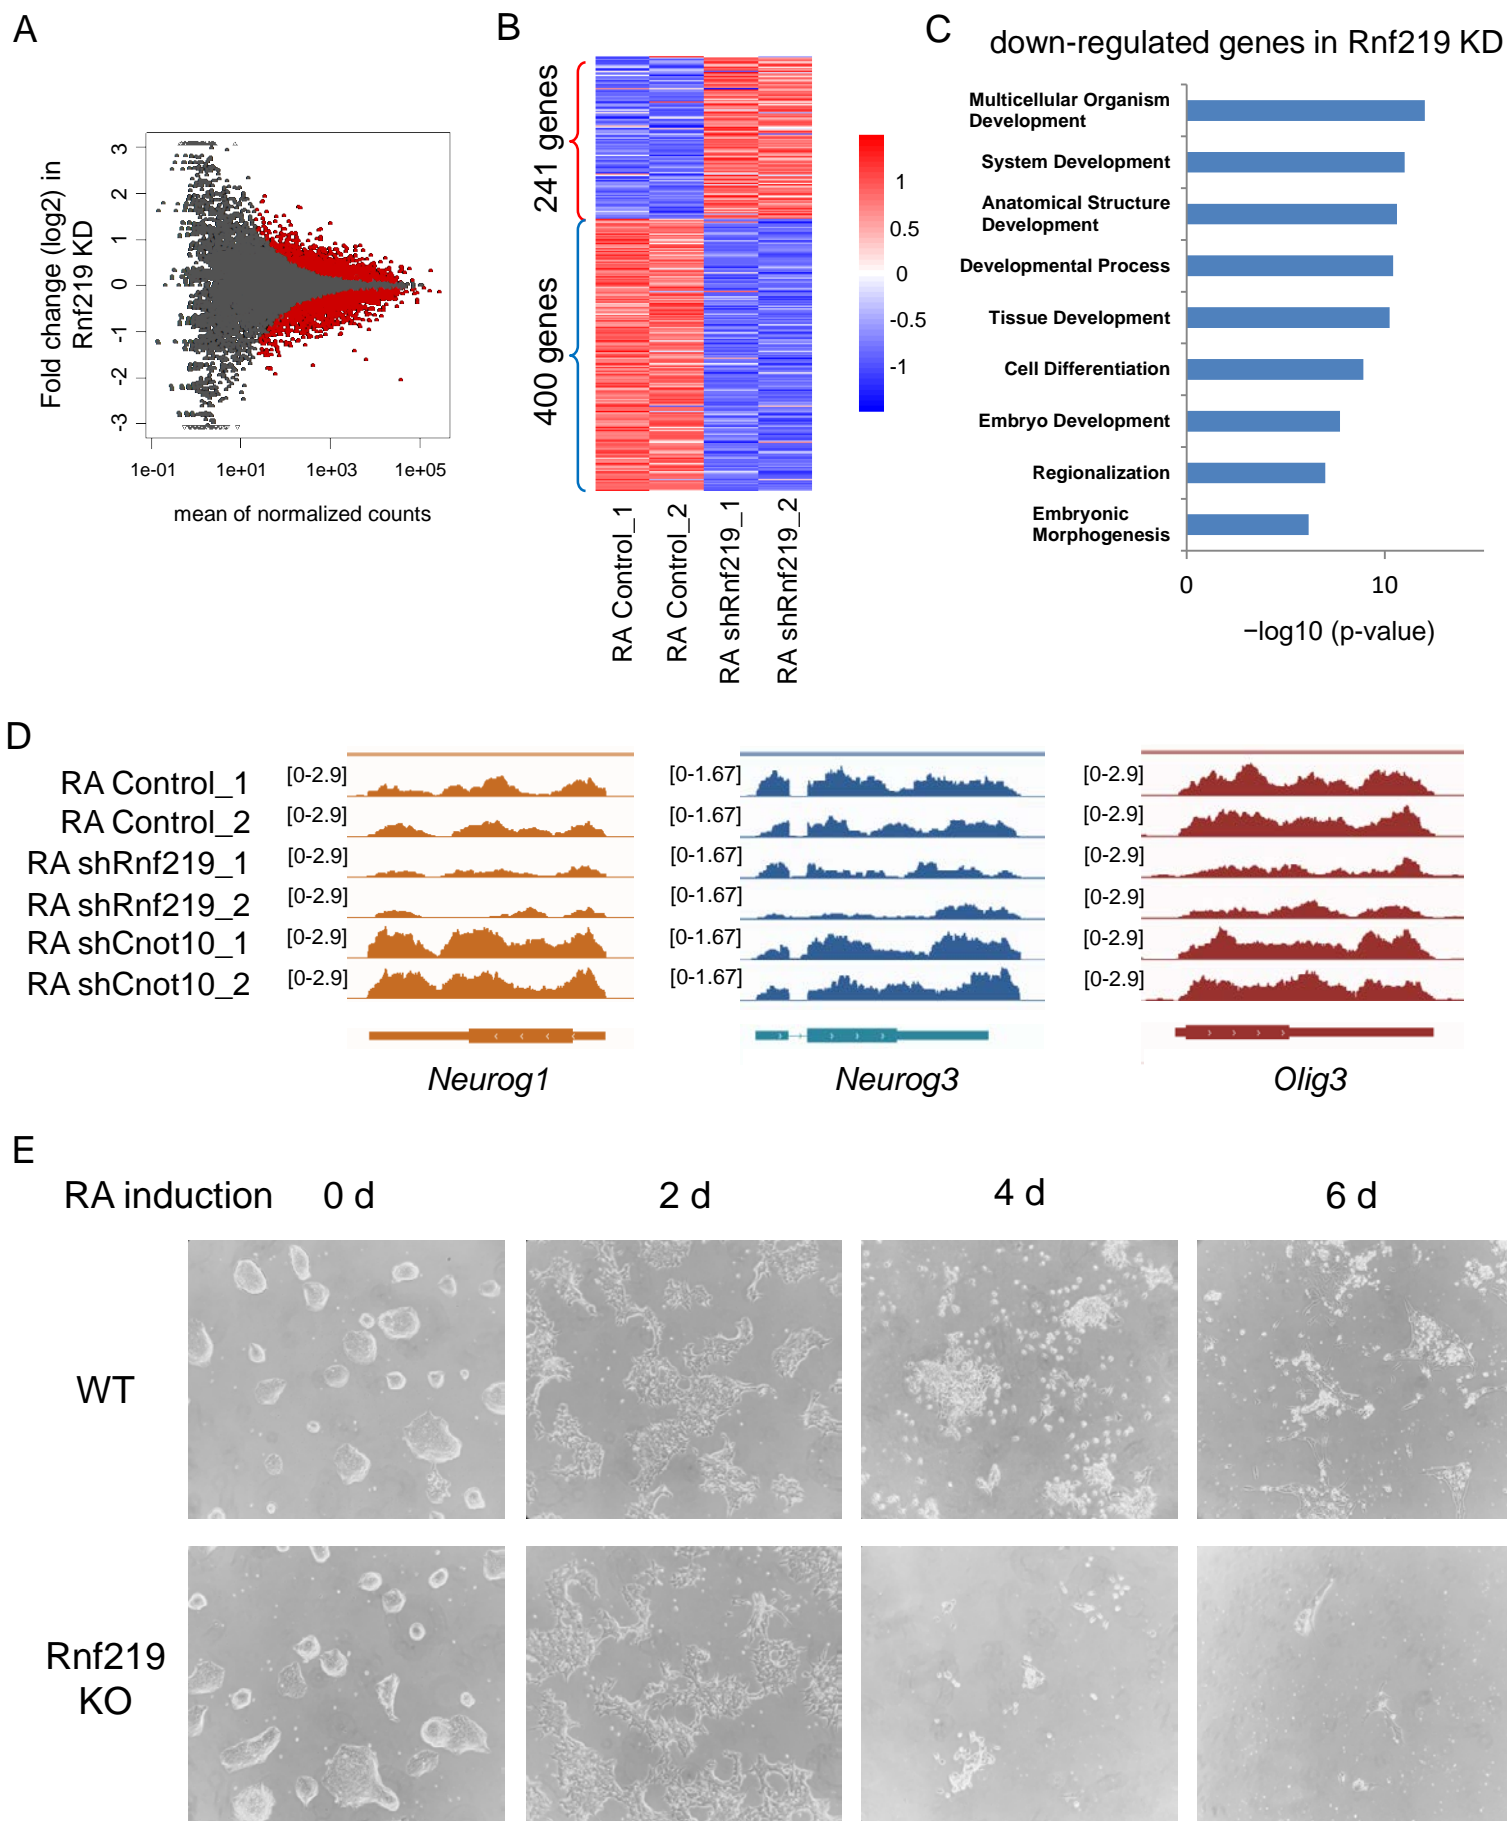 A
Fold change (log2) in
Rnf219 KD
3
2
1
0
-1
-2
-3
1e-01
1e+01
1e+03
1e+05
mean of normalized counts
B
241 genes
400 genes
RA Control_1
RA Control_2
RA shRnf219_1
RA shRnf219_2
1
0.5
0
-0.5
-1
C
down-regulated genes in Rnf219 KD
Multicellular Organism
Development
System Development
Anatomical Structure
Development
Developmental Process
Tissue Development
Cell Differentiation
Embryo Development
Regionalization
Embryonic
Morphogenesis
0
10
−log10 (p-value)
D
RA Control_1 [0-2.9] [0-1.67] [0-2.9]
RA Control_2 [0-2.9] [0-1.67] [0-2.9]
RA shRnf219_1 [0-2.9] [0-1.67] [0-2.9]
RA shRnf219_2 [0-2.9] [0-1.67] [0-2.9]
RA shCnot10_1 [0-2.9] [0-1.67] [0-2.9]
RA shCnot10_2 [0-2.9] [0-1.67] [0-2.9]
Neurog1
Neurog3
Olig3
E
RA induction 0 d 2 d 4 d 6 d
WT
Rnf219
KO